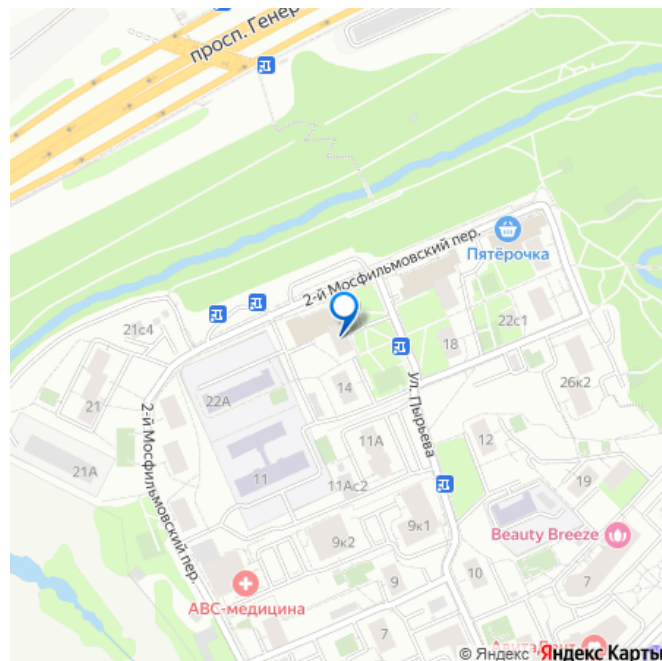 просп. Генер
2-й Мосфильмовский пер.
Пятёрочка
21с4
22с1
18
14
26к2
21
22А
ул. Пырьева
2-й Мосфильмовский пер.
11А
12
21А
11
11Ас2
19
9к1
9к2
Beauty Breeze
АВС-медицина
9
10
7
7
© Яндекс
Яндекс Карты